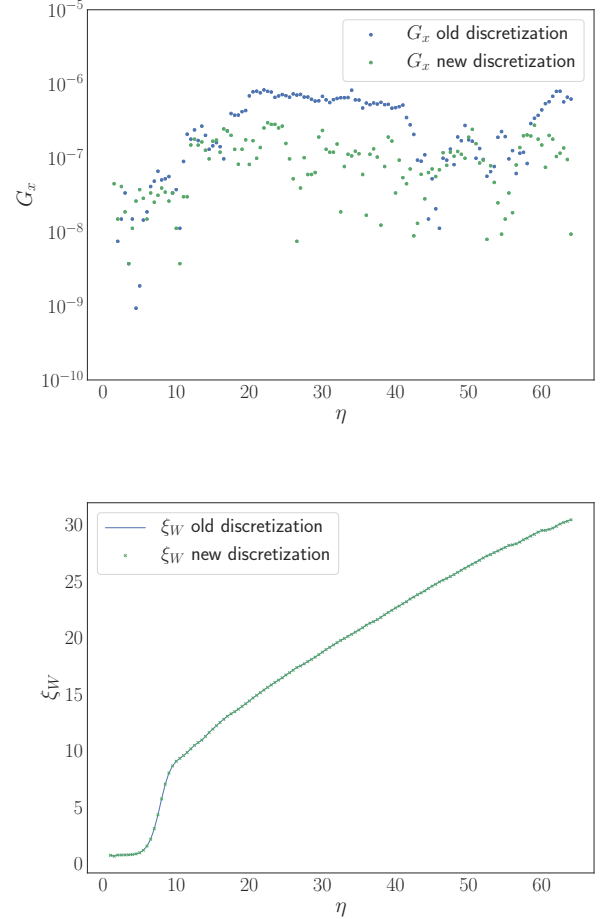 10⁻⁵
G_x old discretization
G_x new discretization
10⁻⁶
10⁻⁷
G_x
10⁻⁸
10⁻⁹
10⁻¹⁰
0 10 20 30 40 50 60
η
ξ_W old discretization
ξ_W new discretization
30
25
20
15
ξ_W
10
5
0
0 10 20 30 40 50 60
η